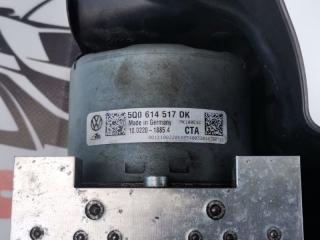 5Q0 614 517 DK
Made in Germany
10.0220-1885.4
CTA